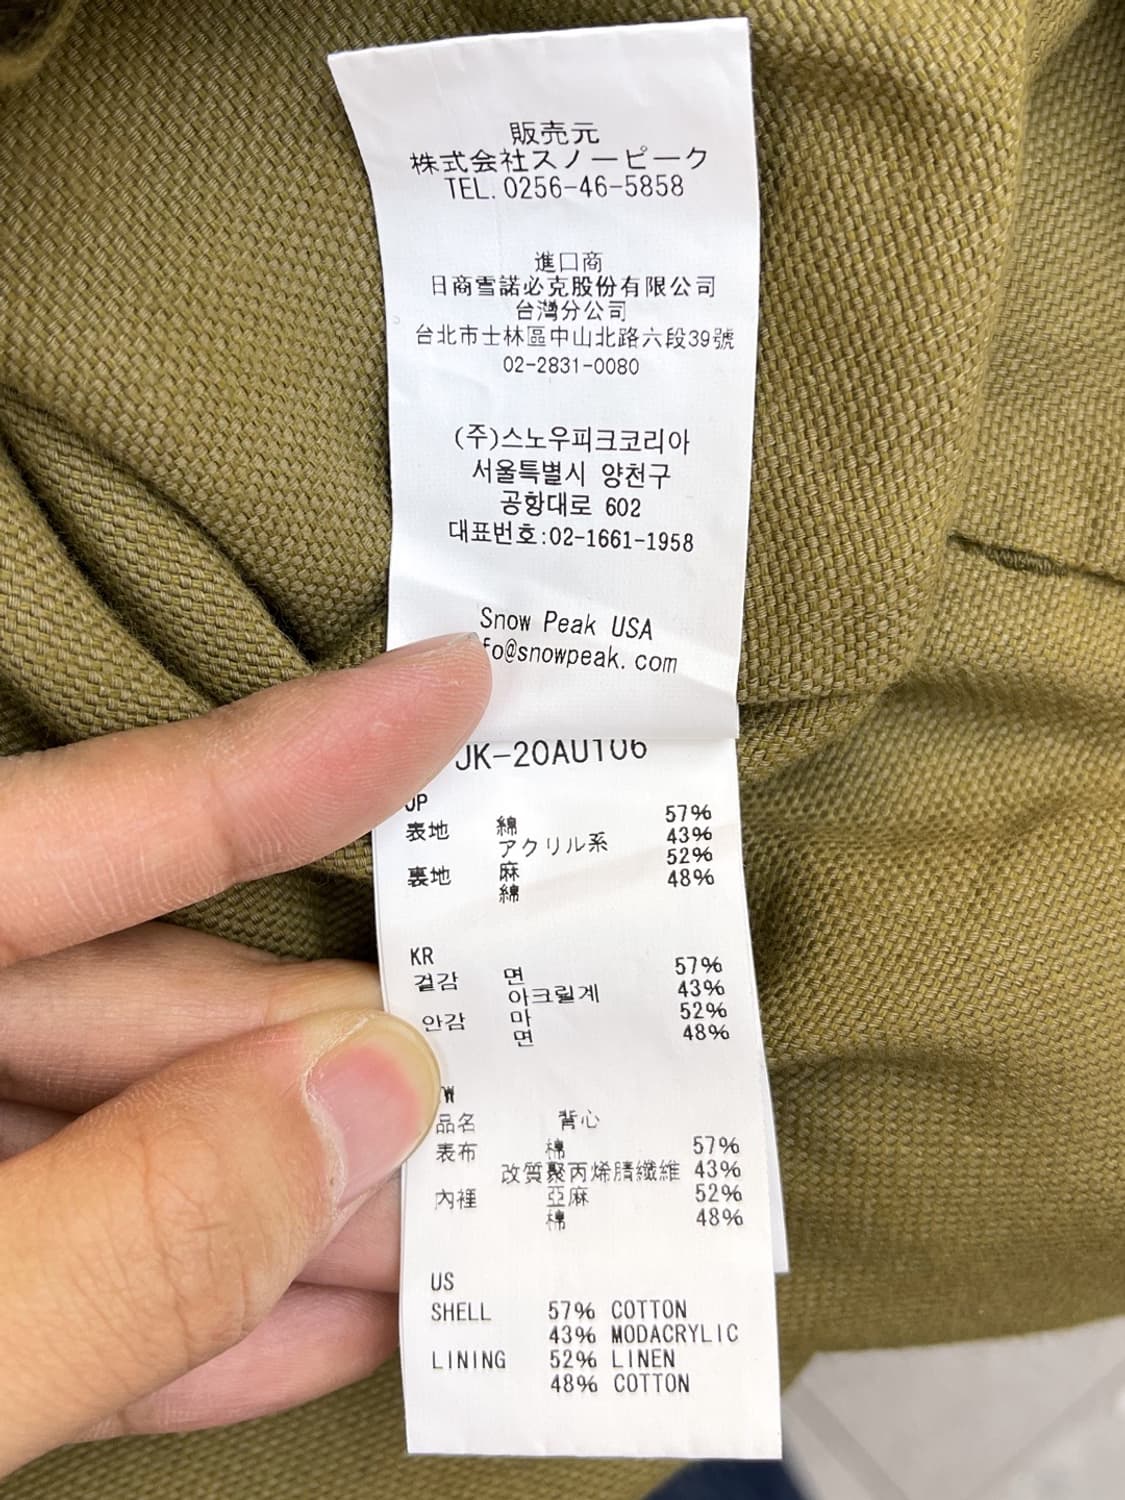 販売元
株式会社スノーピーク
TEL.0256-46-5858
進口商
日商雪諾必克股份有限公司
台灣分公司
台北市士林區中山北路六段39號
02-2831-0080
(주)스노우피크코리아
서울특별시 양천구
공항대로 602
대표번호:02-1661-1958
Snow Peak USA
fo@snowpeak.com
JK-20AU106
JP
表地 綿 57%
アクリル系 43%
裏地 麻 52%
綿 48%
KR
겉감 면 57%
아크릴계 43%
안감 마 52%
면 48%
TW
品名 背心
表布 棉 57%
改質聚丙烯腈纖維 43%
內裡 亞麻 52%
棉 48%
US
SHELL 57% COTTON
43% MODACRYLIC
LINING 52% LINEN
48% COTTON